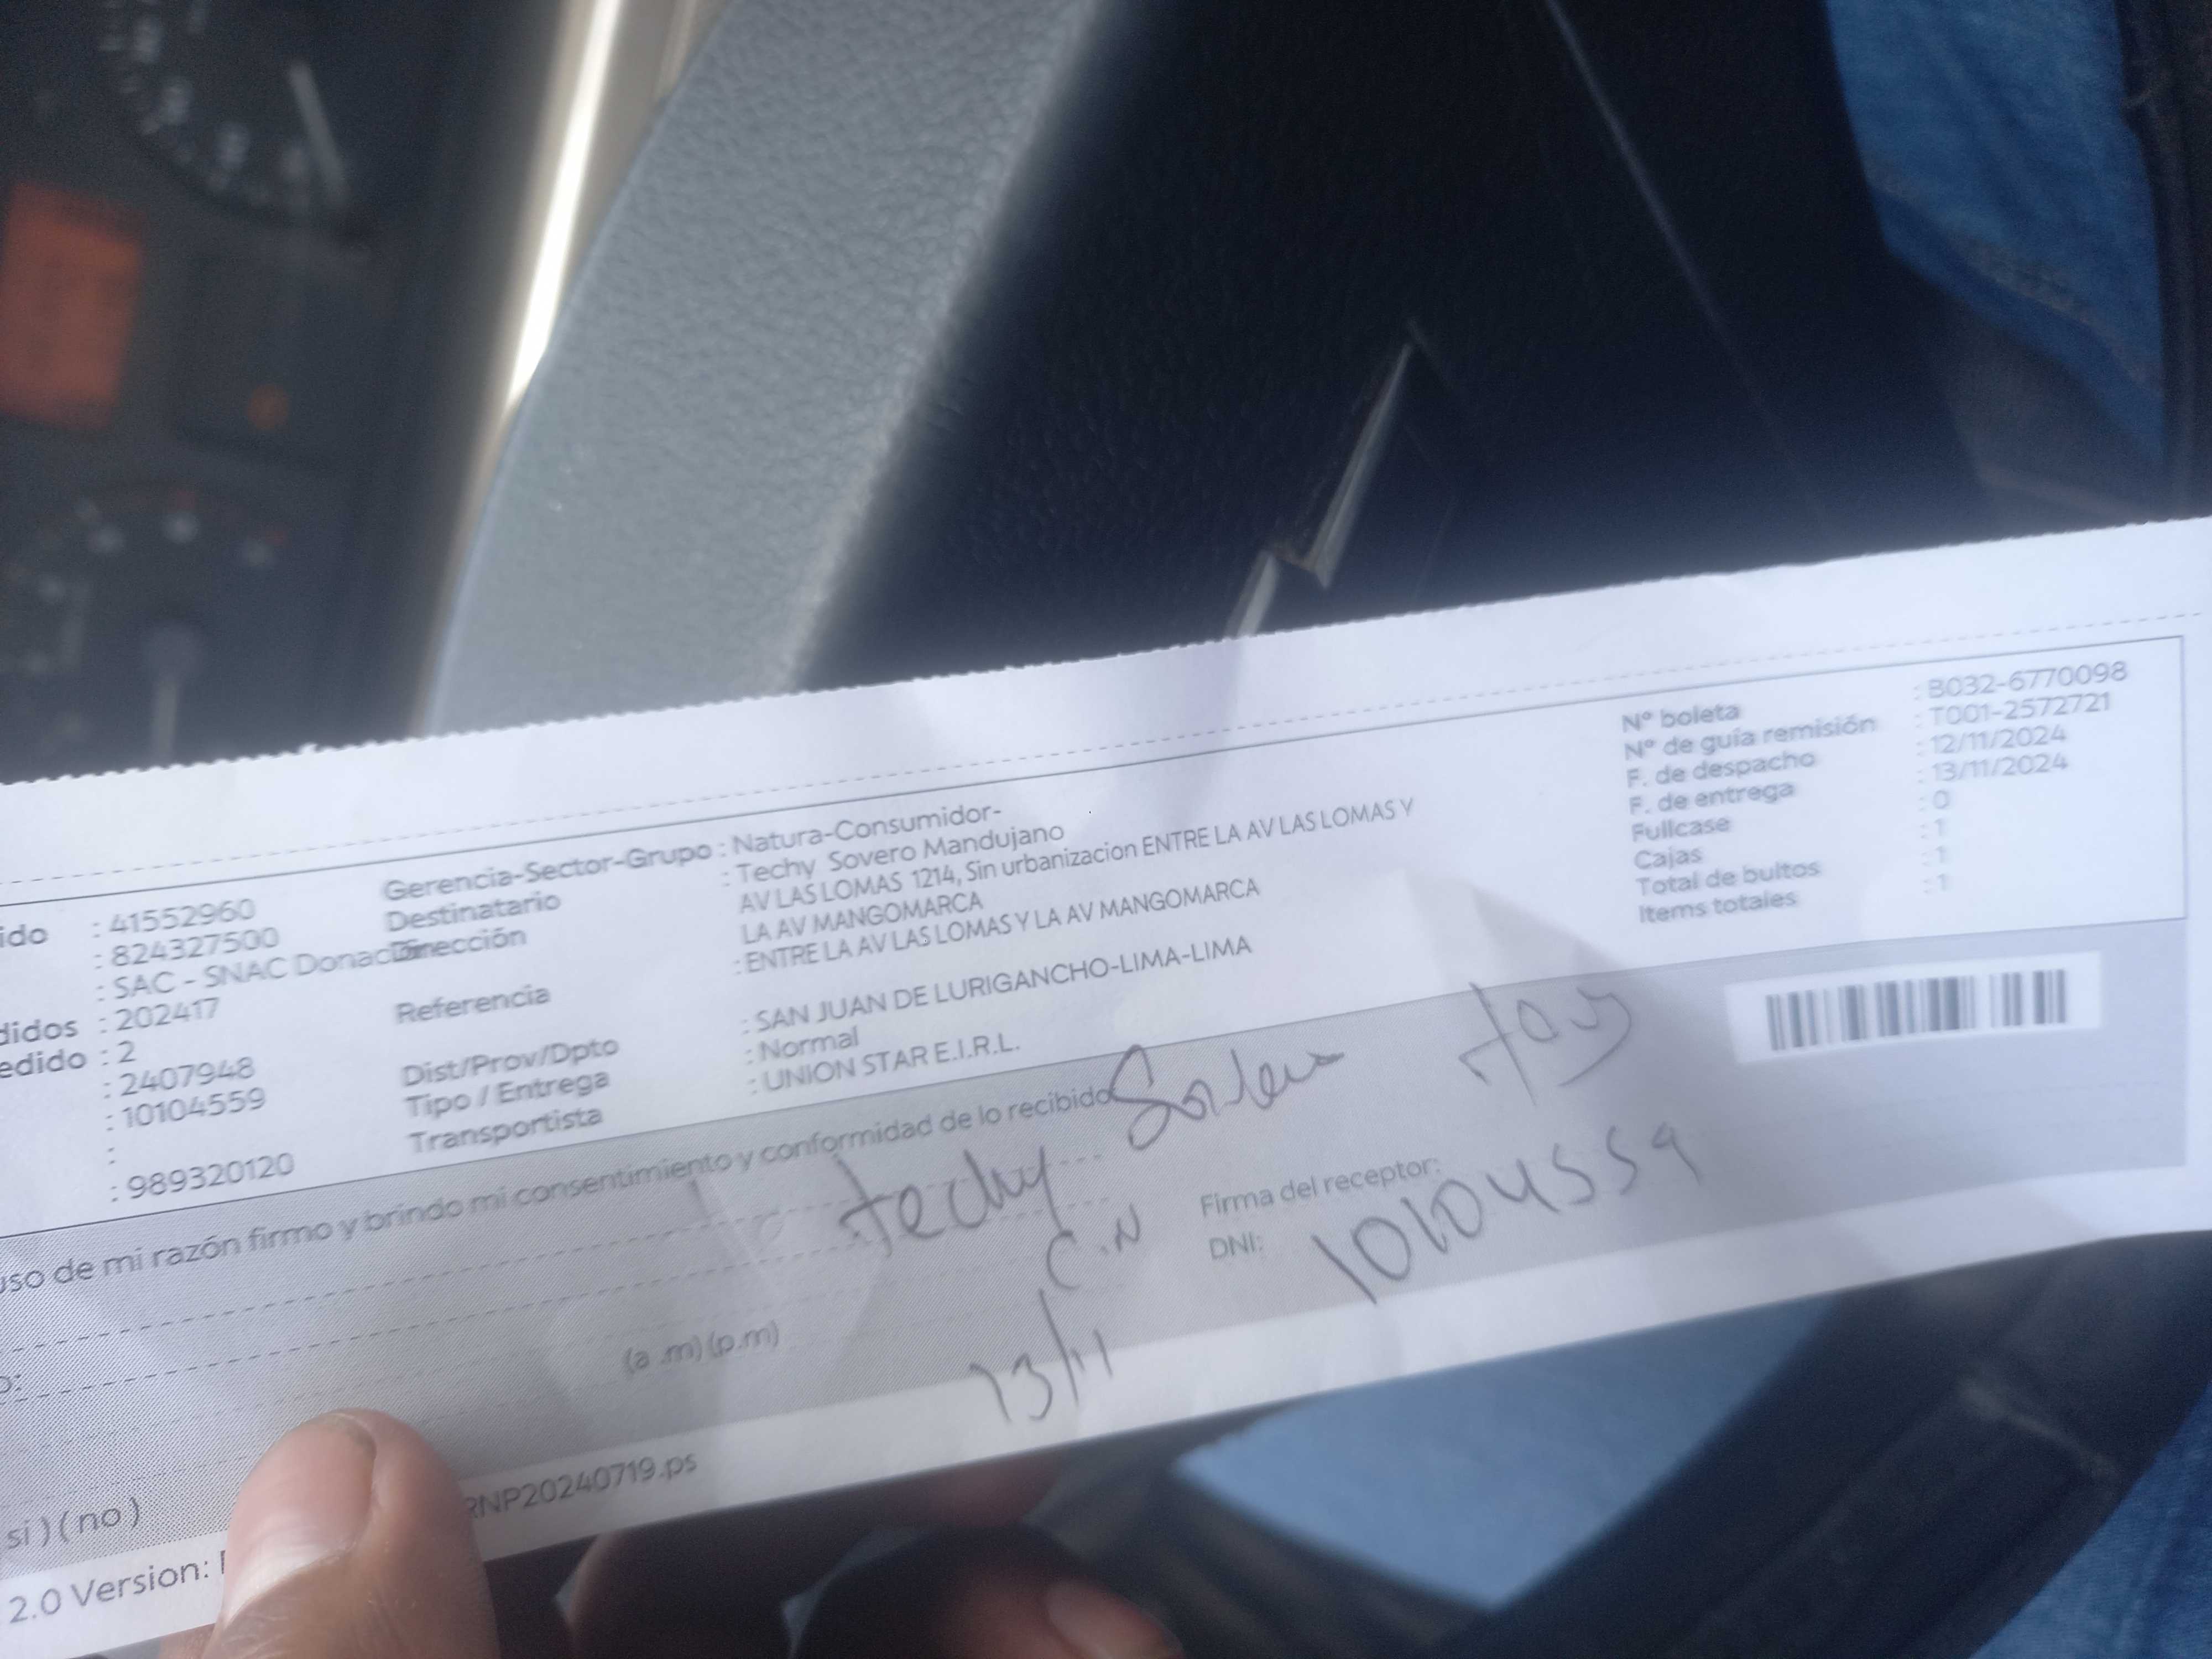 ido : 41552960
: 824327500
: SAC - SNAC Donacion
didos : 202417
edido : 2
: 2407948
: 10104559
:
: 989320120
Gerencia-Sector-Grupo : Natura-Consumidor-
Destinatario : Techy Sovero Mandujano
Dirección AV LAS LOMAS 1214, Sin urbanizacion ENTRE LA AV LAS LOMAS Y
LA AV MANGOMARCA
Referencia : ENTRE LA AV LAS LOMAS Y LA AV MANGOMARCA
Dist/Prov/Dpto : SAN JUAN DE LURIGANCHO-LIMA-LIMA
Tipo / Entrega : Normal
Transportista : UNION STAR E.I.R.L.
Nº boleta : B032-6770098
Nº de guía remisión : T001-2572721
F. de despacho : 12/11/2024
F. de entrega : 13/11/2024
Fullcase : 0
Cajas : 1
Total de bultos : 1
Items totales : 1
uso de mi razón firmo y brindo mi consentimiento y conformidad de lo recibido
techy Sovero
C.N
Firma del receptor:
DNI: 10104559
o:
(a .m) (p.m)
13/11
si ) ( no )
2.0 Version: RNP20240719.ps